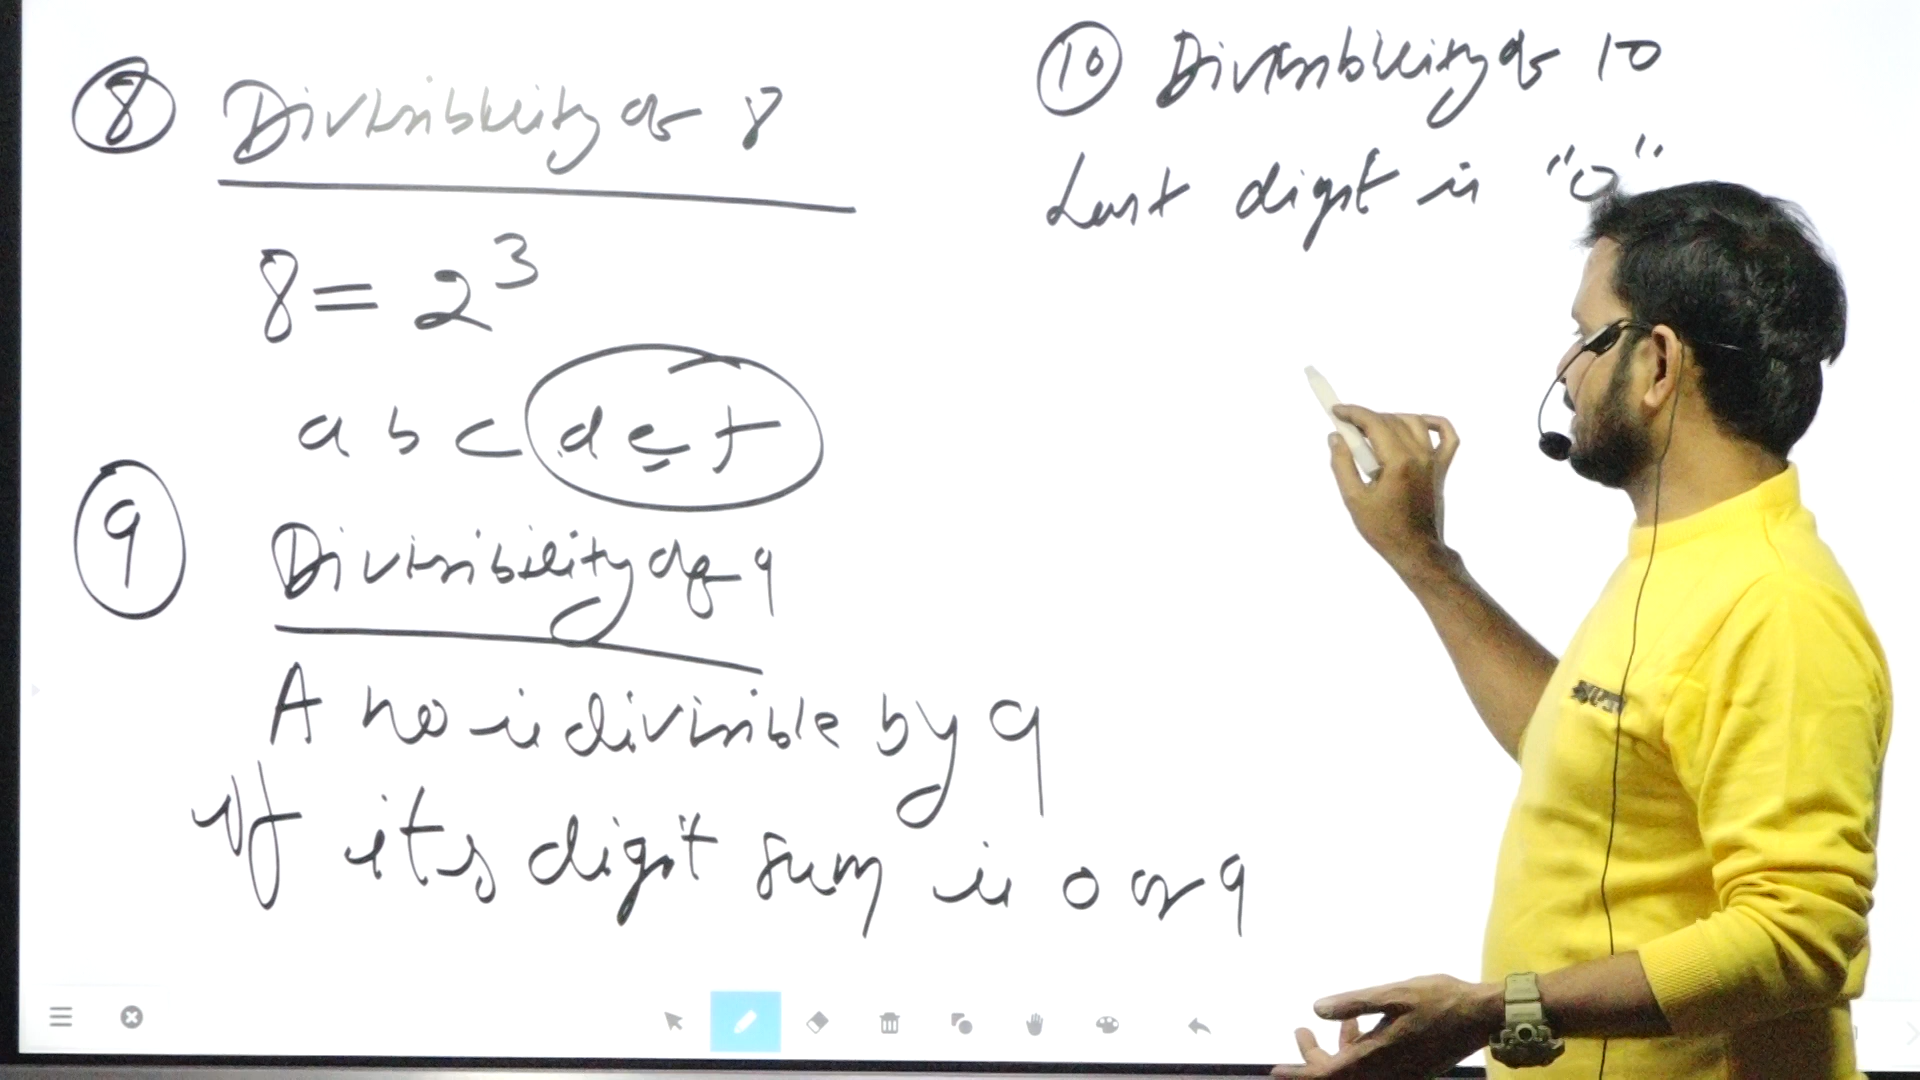 8 Divisibility of 8
8 = 2³
a b c d e f
9 Divisibility of 9
A no is divisible by 9
if its digit sum is 0 or 9
10 Divisibility of 10
Last digit is "0"